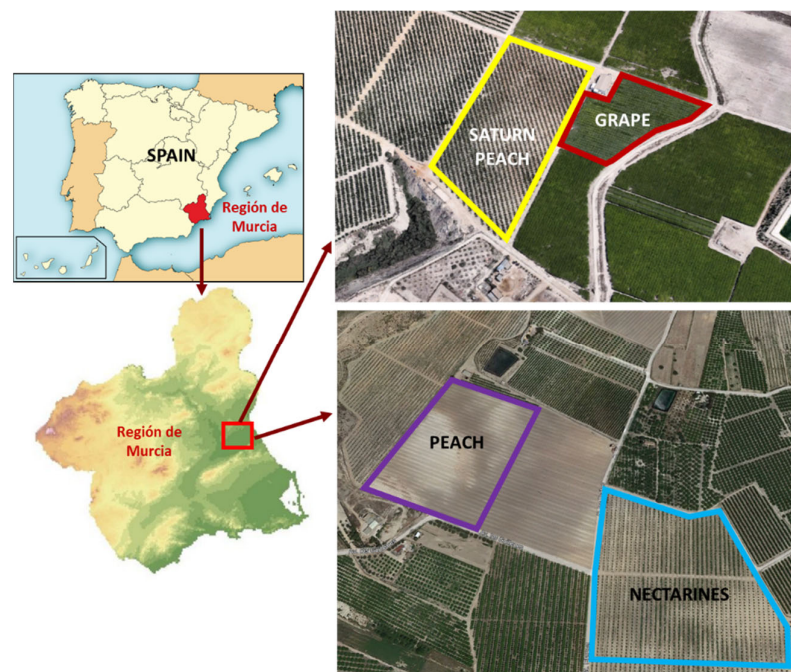 SPAIN
Región de
Murcia
Región de
Murcia
SATURN
PEACH
GRAPE
PEACH
NECTARINES